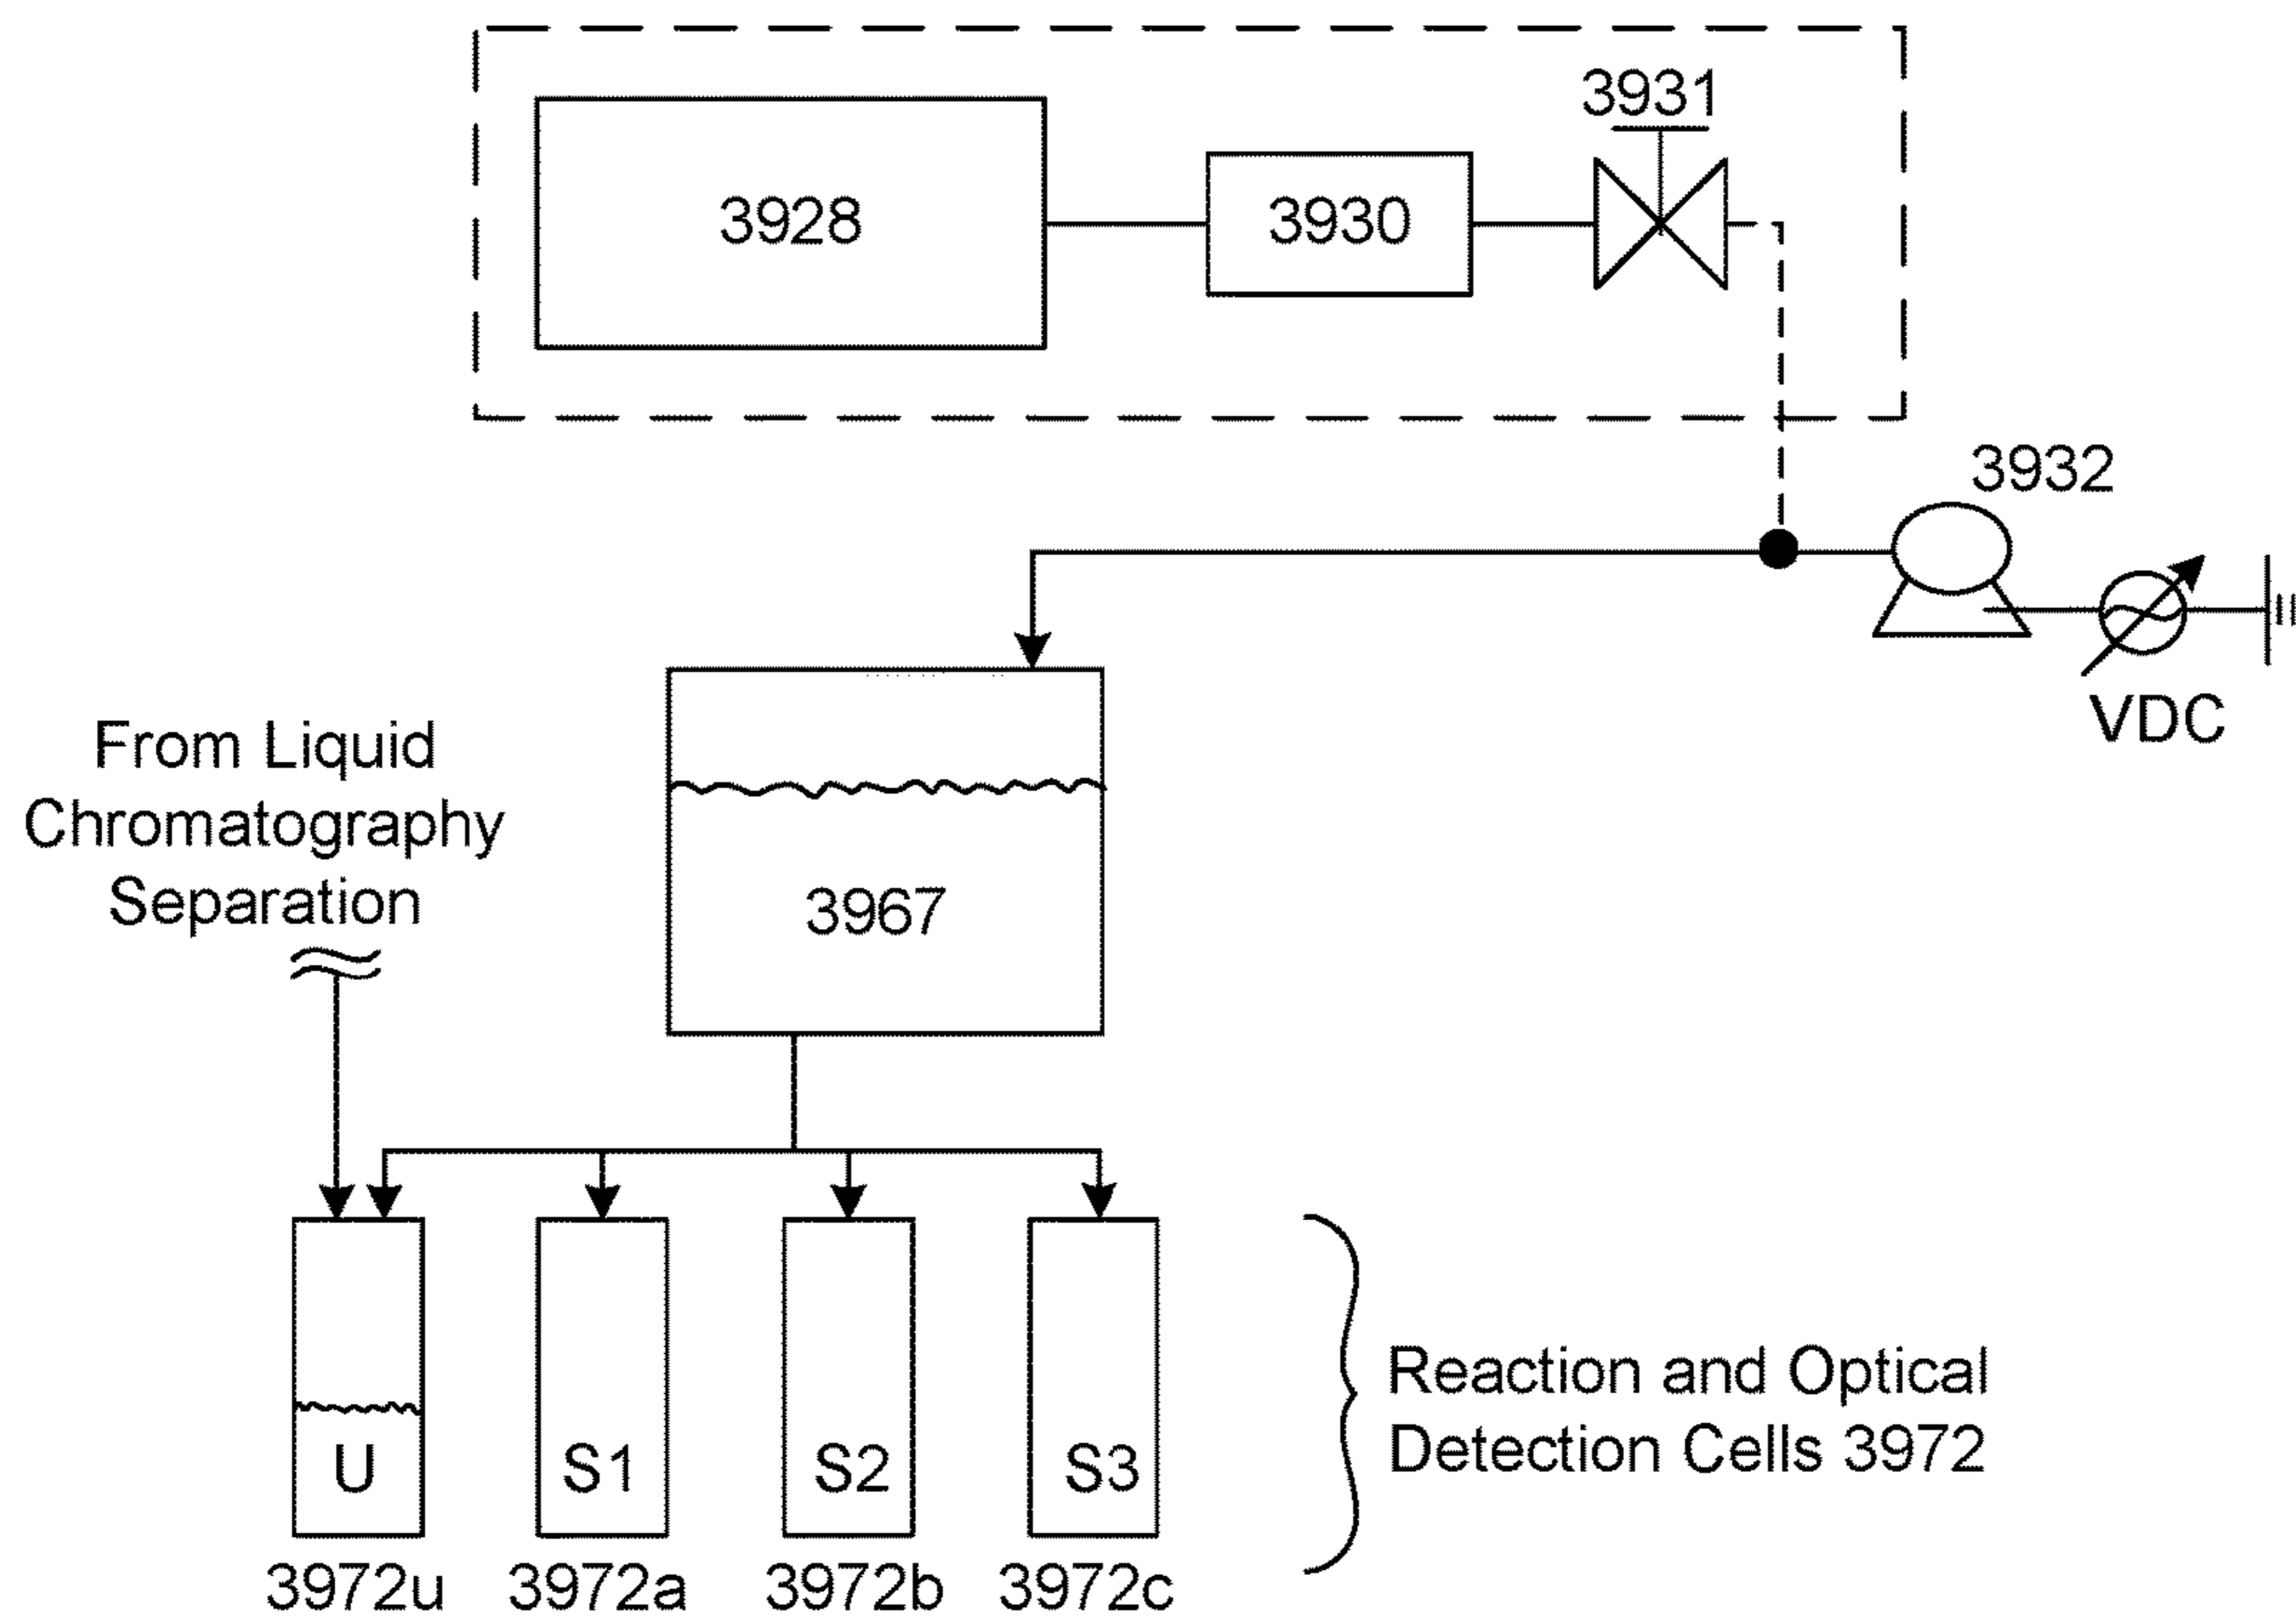 3931
3928
3930
3932
VDC
From Liquid
Chromatography
Separation
3967
U
S1
S2
S3
Reaction and Optical
Detection Cells 3972
3972u
3972a
3972b
3972c